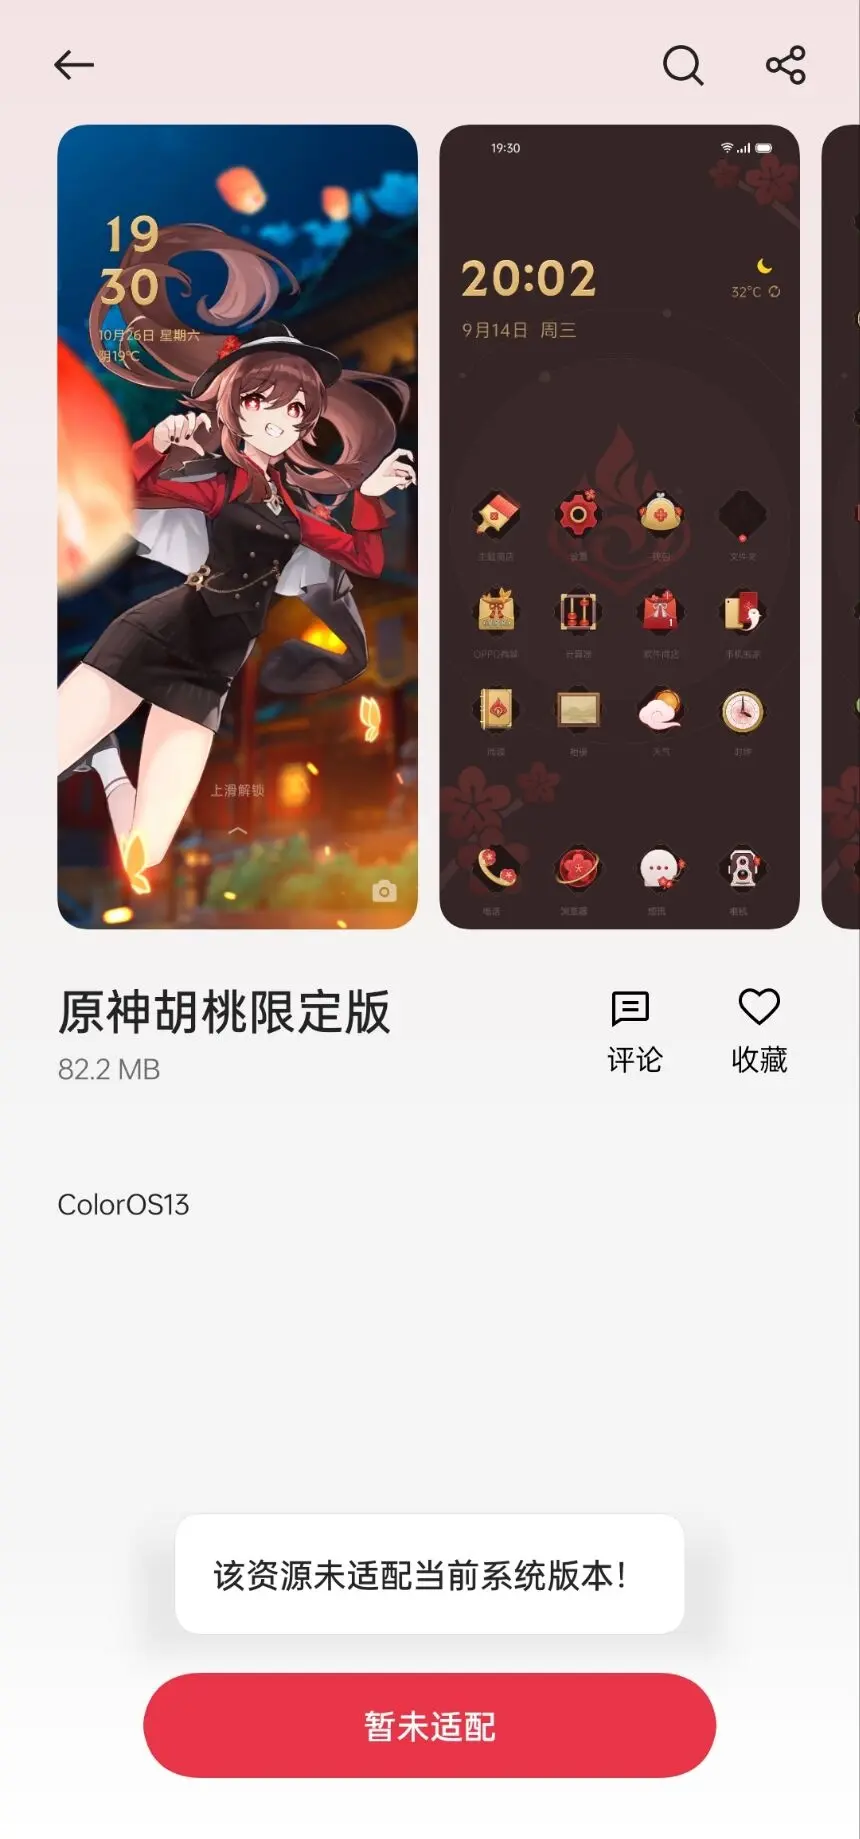 19
30
10月26日 星期六
阴19℃
上滑解锁
19:30
20:02
32°C
9月14日 周三
主题商店
设置
钱包
文件夹
OPPO商城
计算器
软件商店
手机搬家
阅读
相册
天气
时钟
电话
浏览器
短信
相机
原神胡桃限定版
82.2 MB
评论
收藏
ColorOS13
该资源未适配当前系统版本！
暂未适配